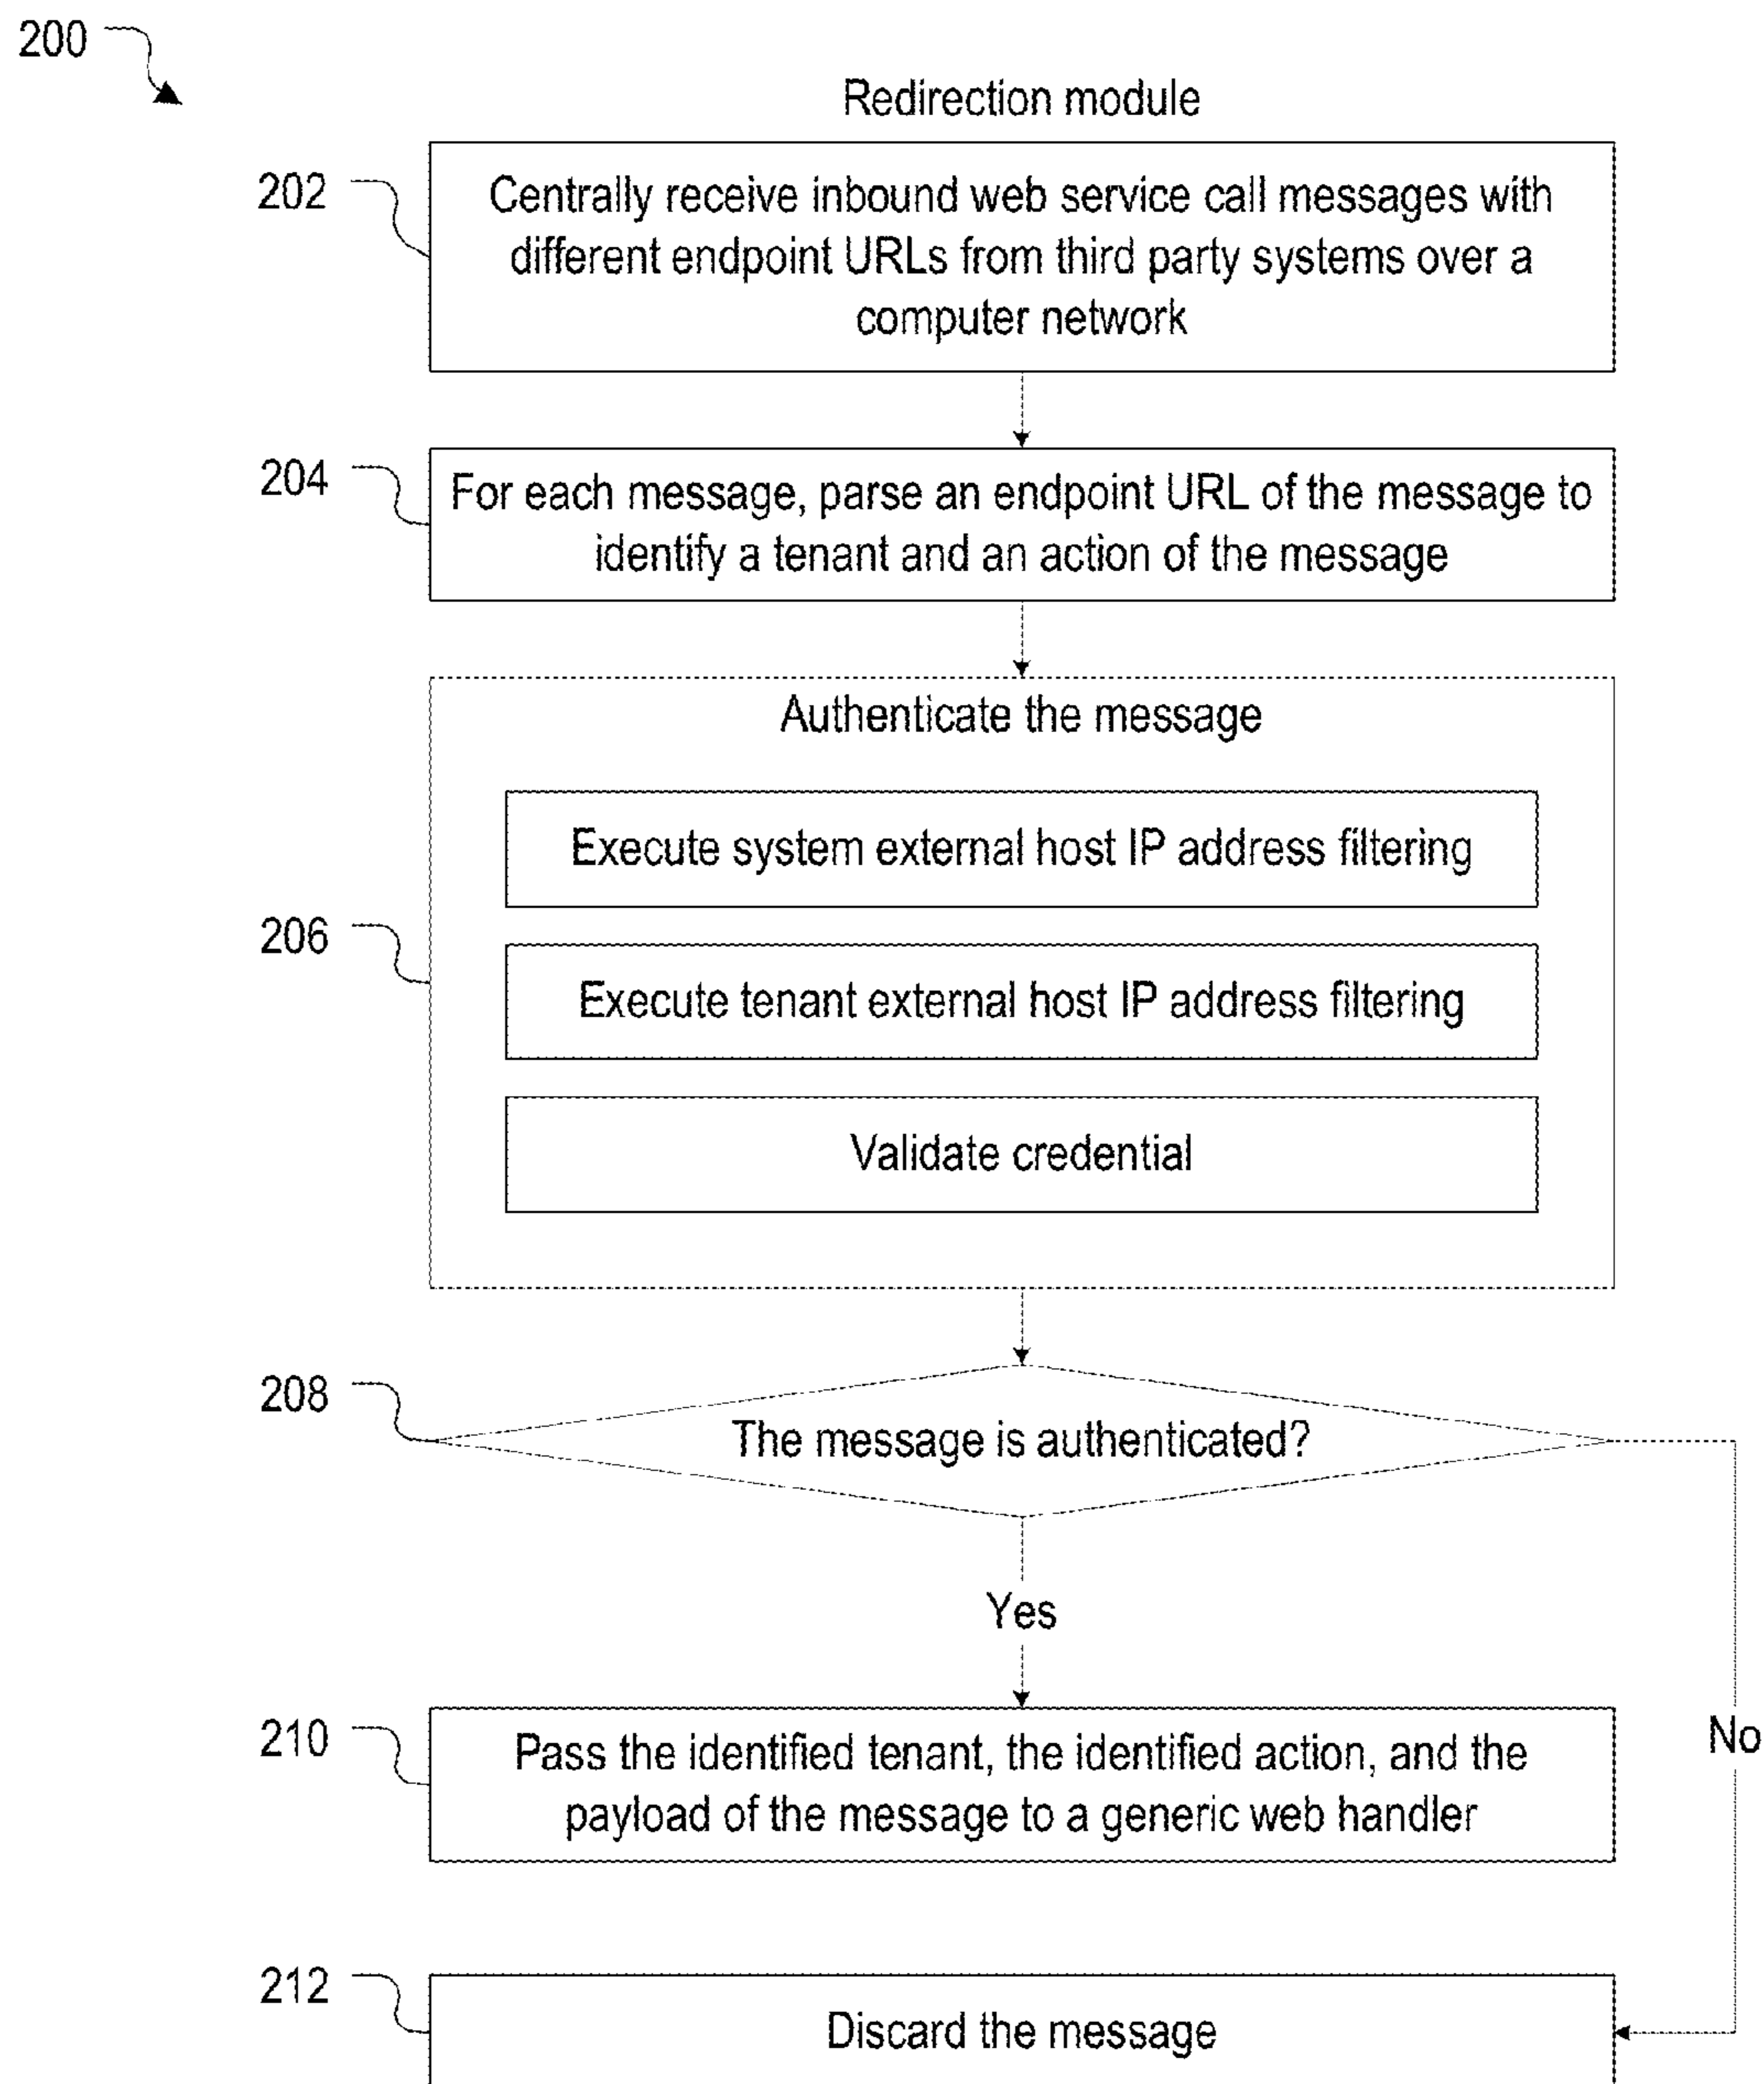 200
Redirection module
202
Centrally receive inbound web service call messages with
different endpoint URLs from third party systems over a
computer network
204
For each message, parse an endpoint URL of the message to
identify a tenant and an action of the message
Authenticate the message
Execute system external host IP address filtering
206
Execute tenant external host IP address filtering
Validate credential
208
The message is authenticated?
Yes
No
210
Pass the identified tenant, the identified action, and the
payload of the message to a generic web handler
212
Discard the message